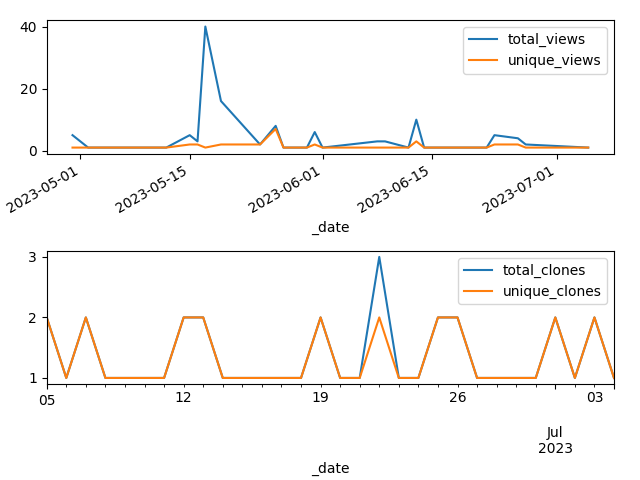 40
20
0
total_views
unique_views
2023-05-01
2023-05-15
2023-06-01
2023-06-15
2023-07-01
_date
3
2
1
total_clones
unique_clones
05
12
19
26
03
Jul
2023
_date